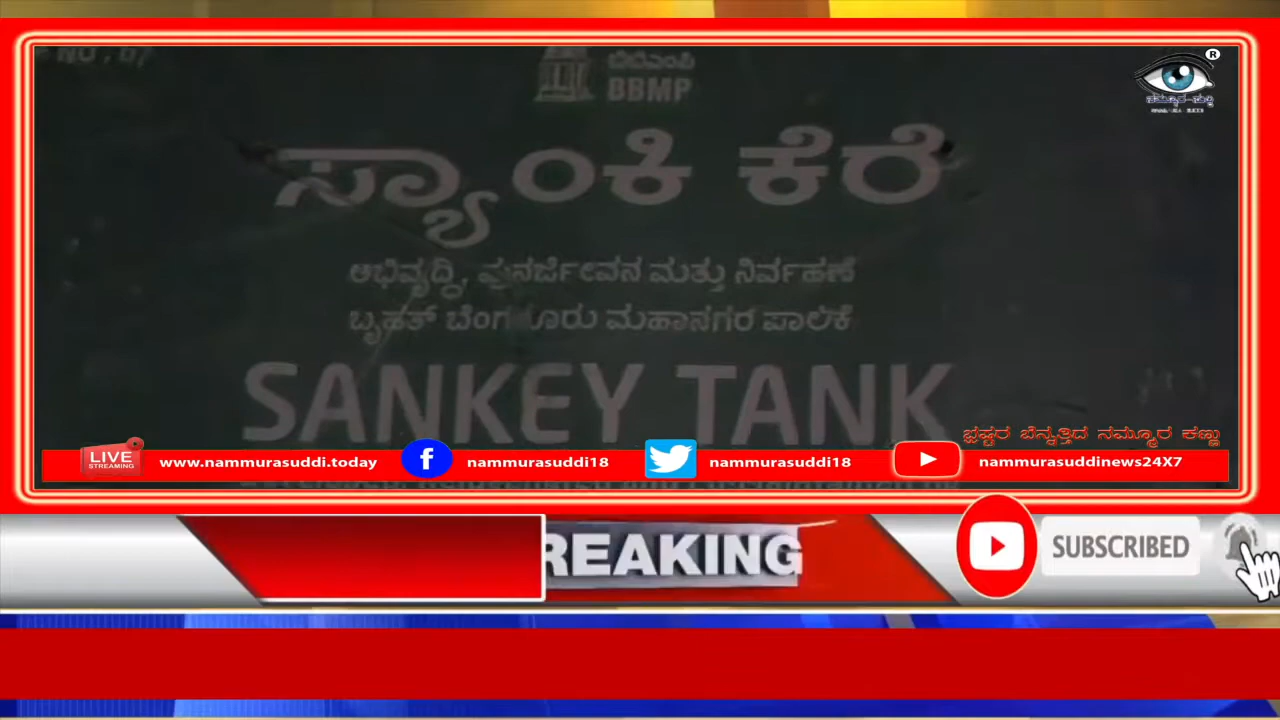 ಬಿಬಿಎಂಪಿ
BBMP
®
ಸ್ಯಾಂಕಿ ಕೆರೆ
ಅಭಿವೃದ್ಧಿ, ಪುನರ್ಜೀವನ ಮತ್ತು ನಿರ್ವಹಣೆ
ಬೃಹತ್ ಬೆಂಗಳೂರು ಮಹಾನಗರ ಪಾಲಿಕೆ
SANKEY TANK
ಭ್ರಷ್ಟರ ಬೆನ್ನತ್ತಿದ ನಮ್ಮೂರ ಕಣ್ಣು
LIVE
STREAMING
www.nammurasuddi.today
nammurasuddi18
nammurasuddi18
nammurasuddinews24X7
REAKING
SUBSCRIBED